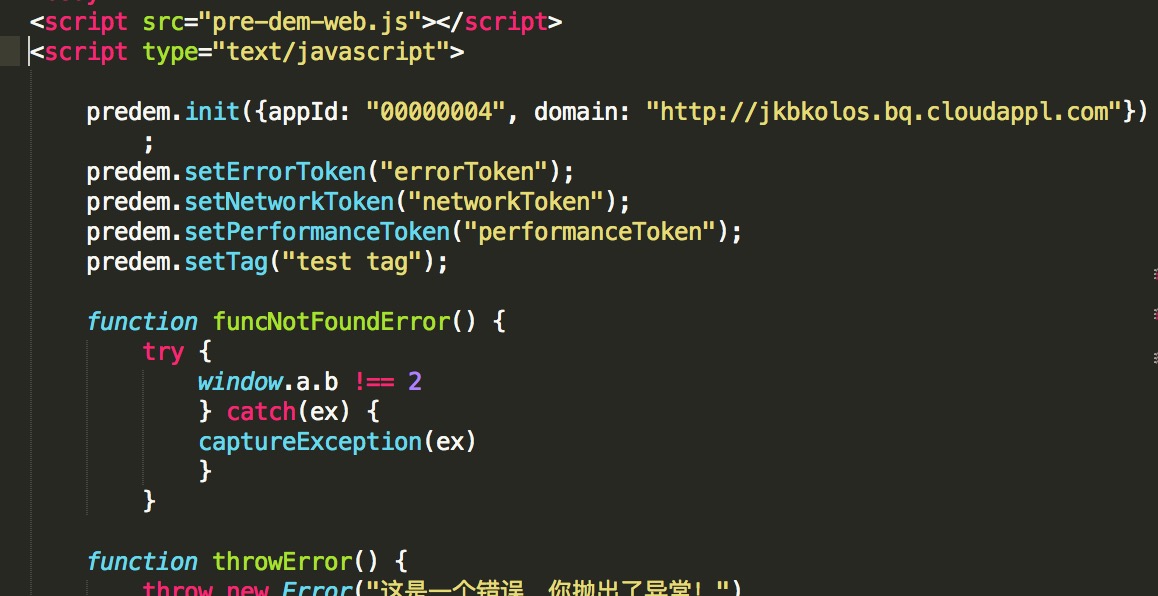 <script src="pre-dem-web.js"></script>
<script type="text/javascript">
predem.init({appId: "00000004", domain: "http://jkbkolos.bq.cloudappl.com"})
;
predem.setErrorToken("errorToken");
predem.setNetworkToken("networkToken");
predem.setPerformanceToken("performanceToken");
predem.setTag("test tag");
function funcNotFoundError() {
try {
window.a.b !== 2
} catch(ex) {
captureException(ex)
}
}
function throwError() {
throw new Error("这是一个错误，你抛出了异常！")